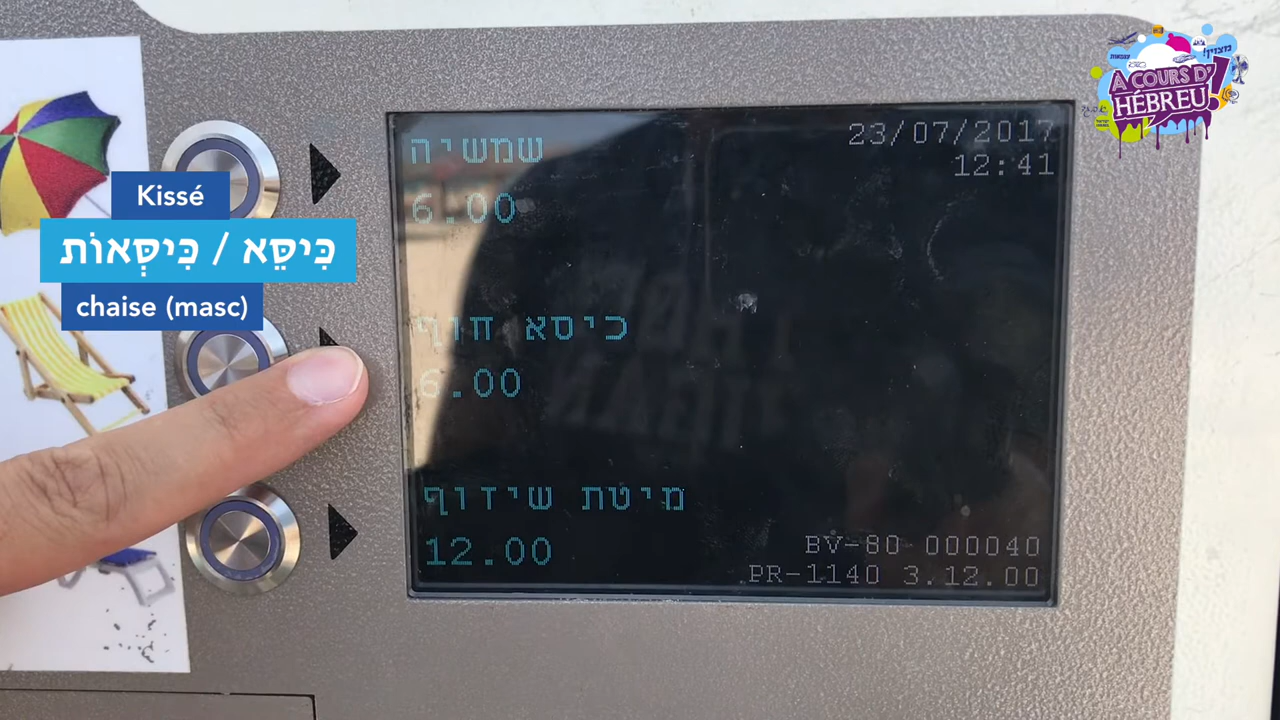 Kissé
כִּיסֵּא / כִּיסְּאוֹת
chaise (masc)
שמשיה
6.00
כיסא חוף
6.00
מיטת שידוף
12.00
23/07/2017
12:41
BV-80 000040
PR-1140 3.12.00
מצוין!
A COURS D'
HÉBREU!